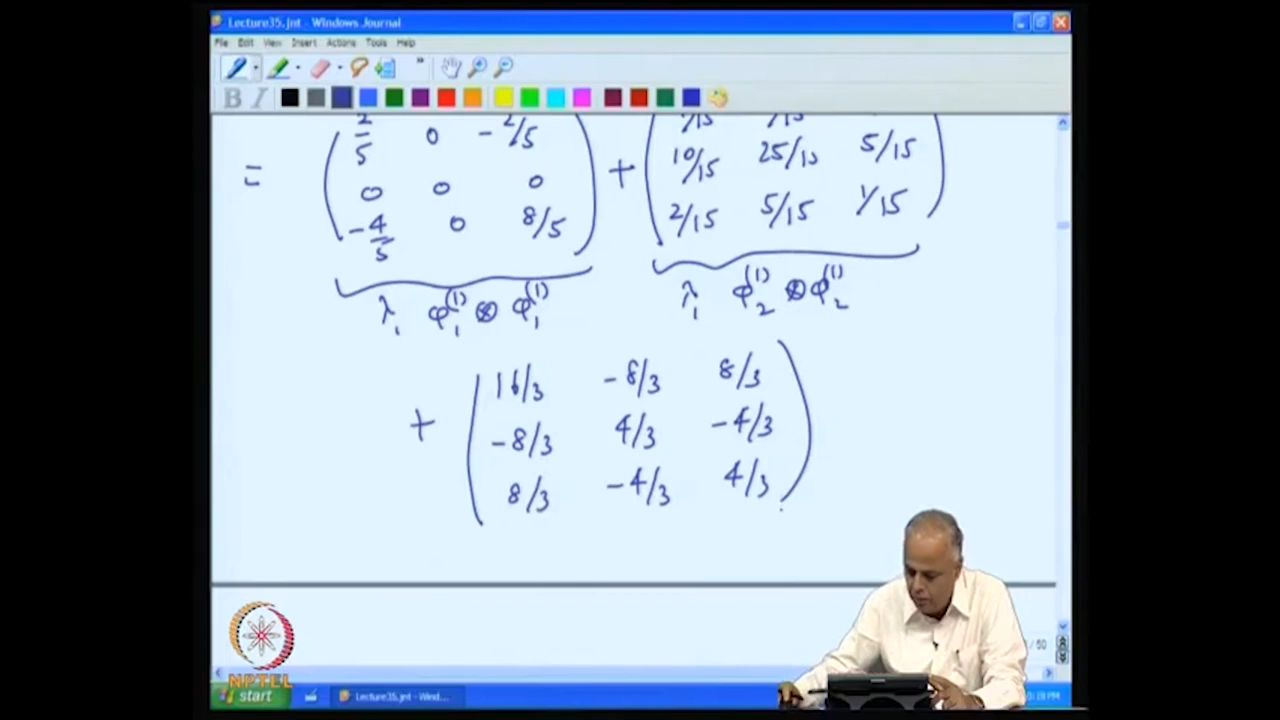 Lecture35.jnt - Windows Journal
File Edit View Insert Actions Tools Help
B I
2/5 0 -2/5
0 0 0
-4/5 0 8/5
=
+
/15 /15
10/15 25/15 5/15
2/15 5/15 1/15
λ₁ φ₁⁽¹⁾ ⊗ φ₁⁽¹⁾ λ₁ φ₂⁽¹⁾ ⊗ φ₂⁽¹⁾
16/3 -8/3 8/3
+ -8/3 4/3 -4/3
8/3 -4/3 4/3
/ 50
NPTEL
start Lecture35.jnt - Wind...